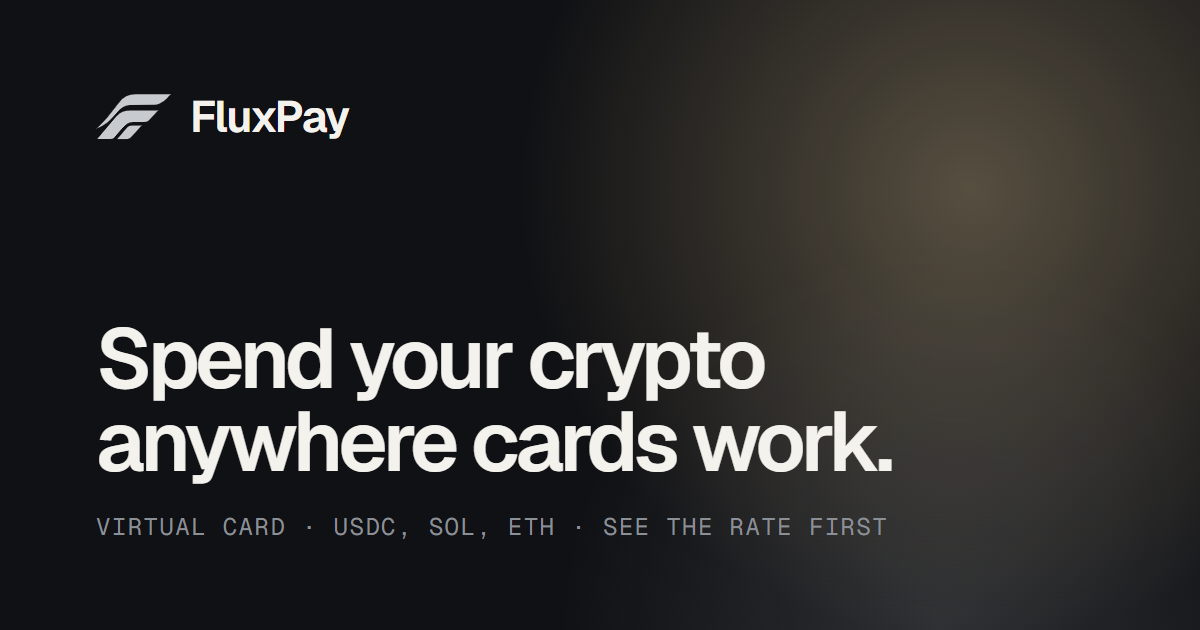 FluxPay
Spend your crypto
anywhere cards work.
VIRTUAL CARD · USDC, SOL, ETH · SEE THE RATE FIRST